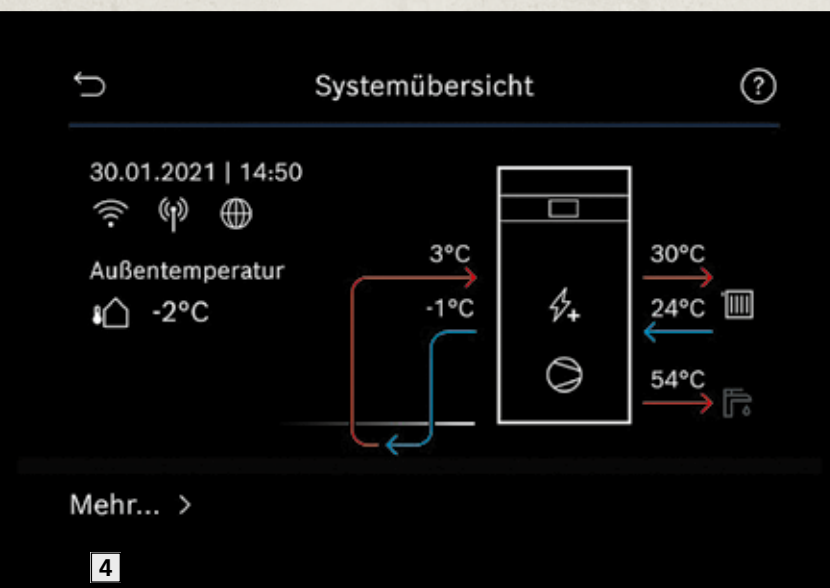 Systemübersicht
?
30.01.2021 | 14:50
Außentemperatur
-2°C
3°C
-1°C
30°C
24°C
54°C
Mehr... >
4